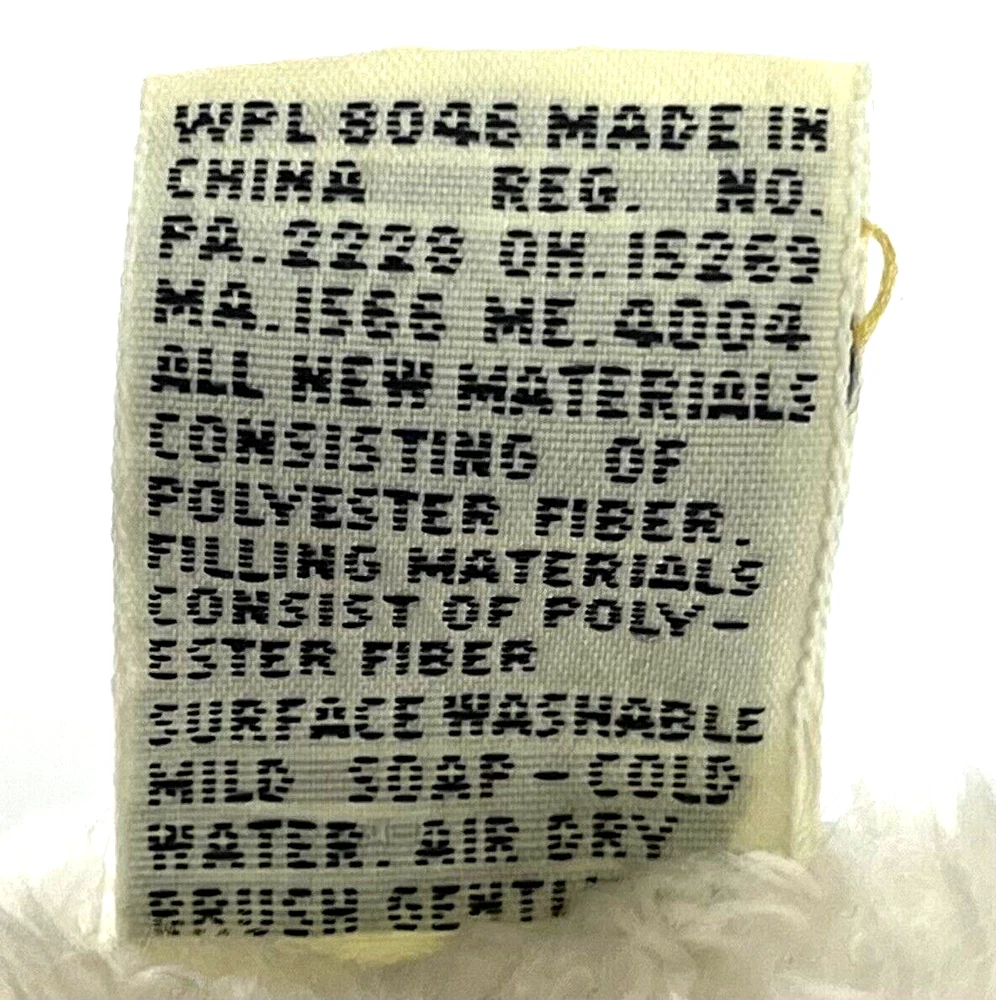 WPL 8046 MADE IN
CHINA REG. NO.
PA. 2229 OH. 15269
MA. 1566 ME. 4004
ALL NEW MATERIALS
CONSISTING OF
POLYESTER FIBER.
FILLING MATERIALS
CONSIST OF POLY-
ESTER FIBER
SURFACE WASHABLE
MILD SOAP - COLD
WATER. AIR DRY
BRUSH